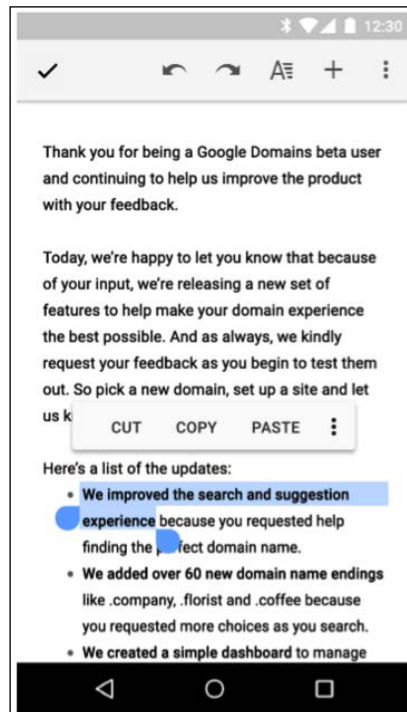 12:30
Thank you for being a Google Domains beta user
and continuing to help us improve the product
with your feedback.
Today, we're happy to let you know that because
of your input, we're releasing a new set of
features to help make your domain experience
the best possible. And as always, we kindly
request your feedback as you begin to test them
out. So pick a new domain, set up a site and let
us
CUT COPY PASTE
Here's a list of the updates:
• We improved the search and suggestion
experience because you requested help
finding the domain name.
• We added over 60 new domain name endings
like .company, .florist and .coffee because
you requested more choices as you search.
• We created a simple dashboard to manage